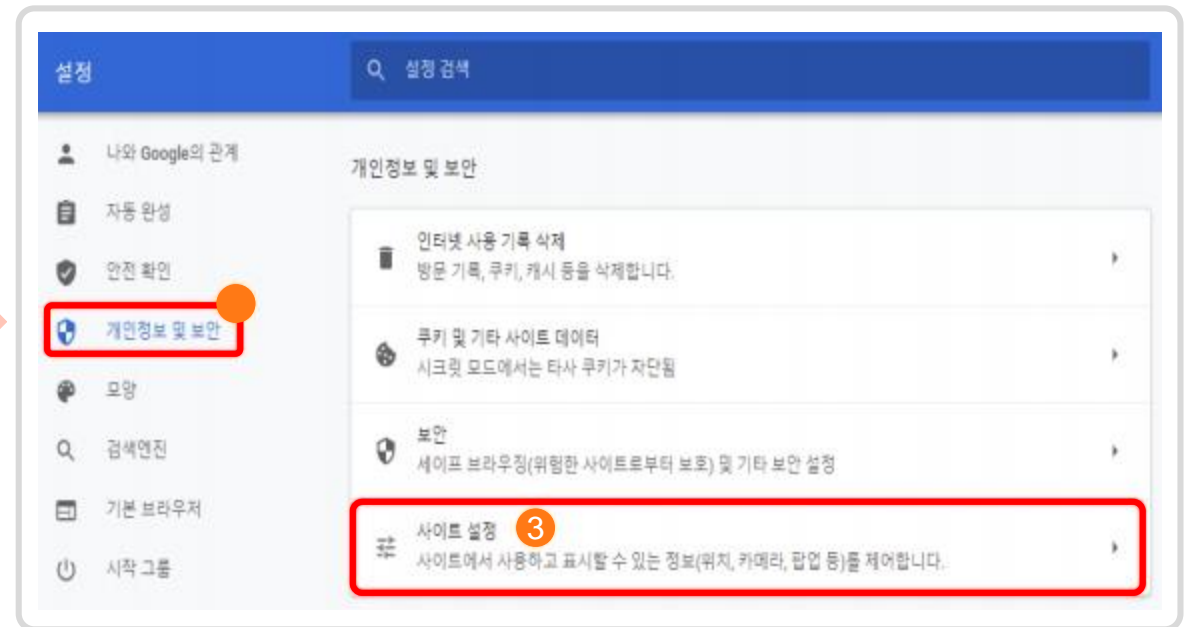 설정
설정 검색
나와 Google의 관계
자동 완성
안전 확인
개인정보 및 보안
모양
검색엔진
기본 브라우저
시작 그룹
개인정보 및 보안
인터넷 사용 기록 삭제
방문 기록, 쿠키, 캐시 등을 삭제합니다.
쿠키 및 기타 사이트 데이터
시크릿 모드에서는 타사 쿠키가 차단됨
보안
세이프 브라우징(위험한 사이트로부터 보호) 및 기타 보안 설정
사이트 설정 3
사이트에서 사용하고 표시할 수 있는 정보(위치, 카메라, 팝업 등)를 제어합니다.